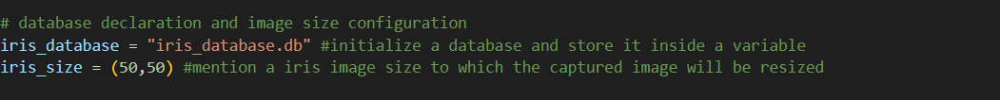 # database declaration and image size configuration
iris_database = "iris_database.db" #initialize a database and store it inside a variable
iris_size = (50,50) #mention a iris image size to which the captured image will be resized